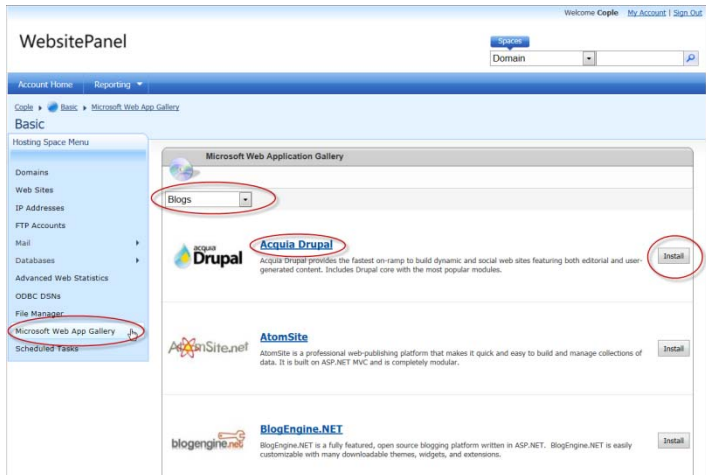 Welcome Cople My Account | Sign Out
WebsitePanel
Spaces
Domain
Account Home Reporting
Cople Basic Microsoft Web App Gallery
Basic
Hosting Space Menu
Domains
Web Sites
IP Addresses
FTP Accounts
Mail
Databases
Advanced Web Statistics
ODBC DSNs
File Manager
Microsoft Web App Gallery
Scheduled Tasks
Microsoft Web Application Gallery
Blogs
acquia
Drupal
Acquia Drupal
Acquia Drupal provides the fastest on-ramp to build dynamic and social web sites featuring both editorial and user-
generated content. Includes Drupal core with the most popular modules.
Install
AtomSite.net
AtomSite
AtomSite is a professional web-publishing platform that makes it quick and easy to build and manage collections of
data. It is built on ASP.NET MVC and is completely modular.
Install
blogengine.net
BlogEngine.NET
BlogEngine.NET is a fully featured, open source blogging platform written in ASP.NET. BlogEngine.NET is easily
customizable with many downloadable themes, widgets, and extensions.
Install